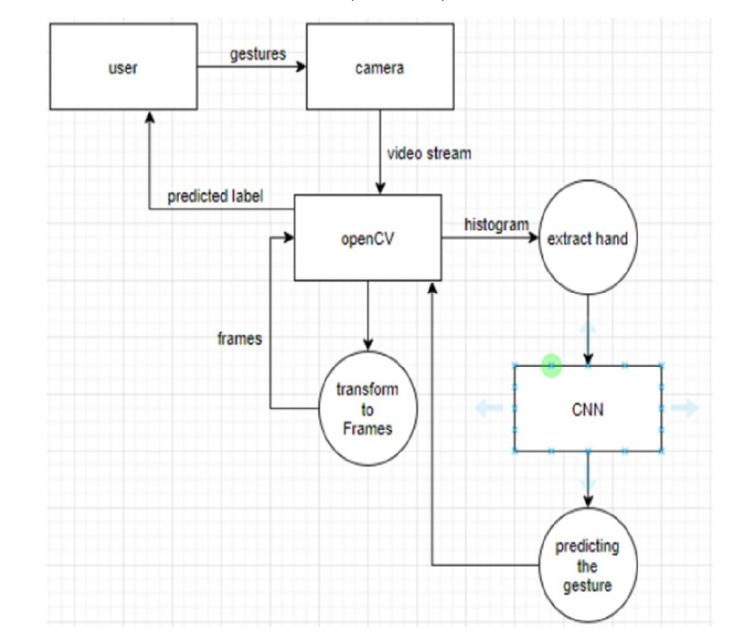 user
gestures
camera
video stream
predicted label
openCV
histogram
extract hand
frames
transform
to
Frames
CNN
predicting
the
gesture